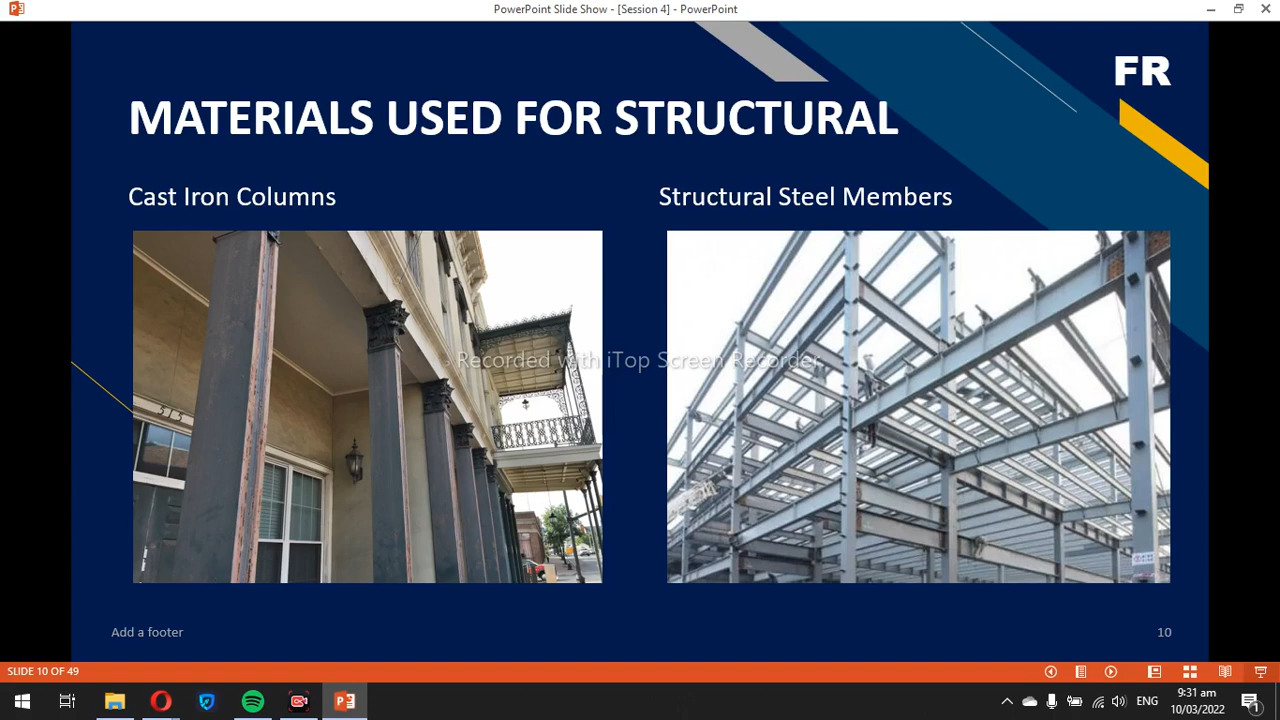 PowerPoint Slide Show - [Session 4] - PowerPoint
FR
MATERIALS USED FOR STRUCTURAL
Cast Iron Columns
Structural Steel Members
Recorded with iTop Screen Recorder
Add a footer
10
SLIDE 10 OF 49
ENG
9:31 am
10/03/2022
1